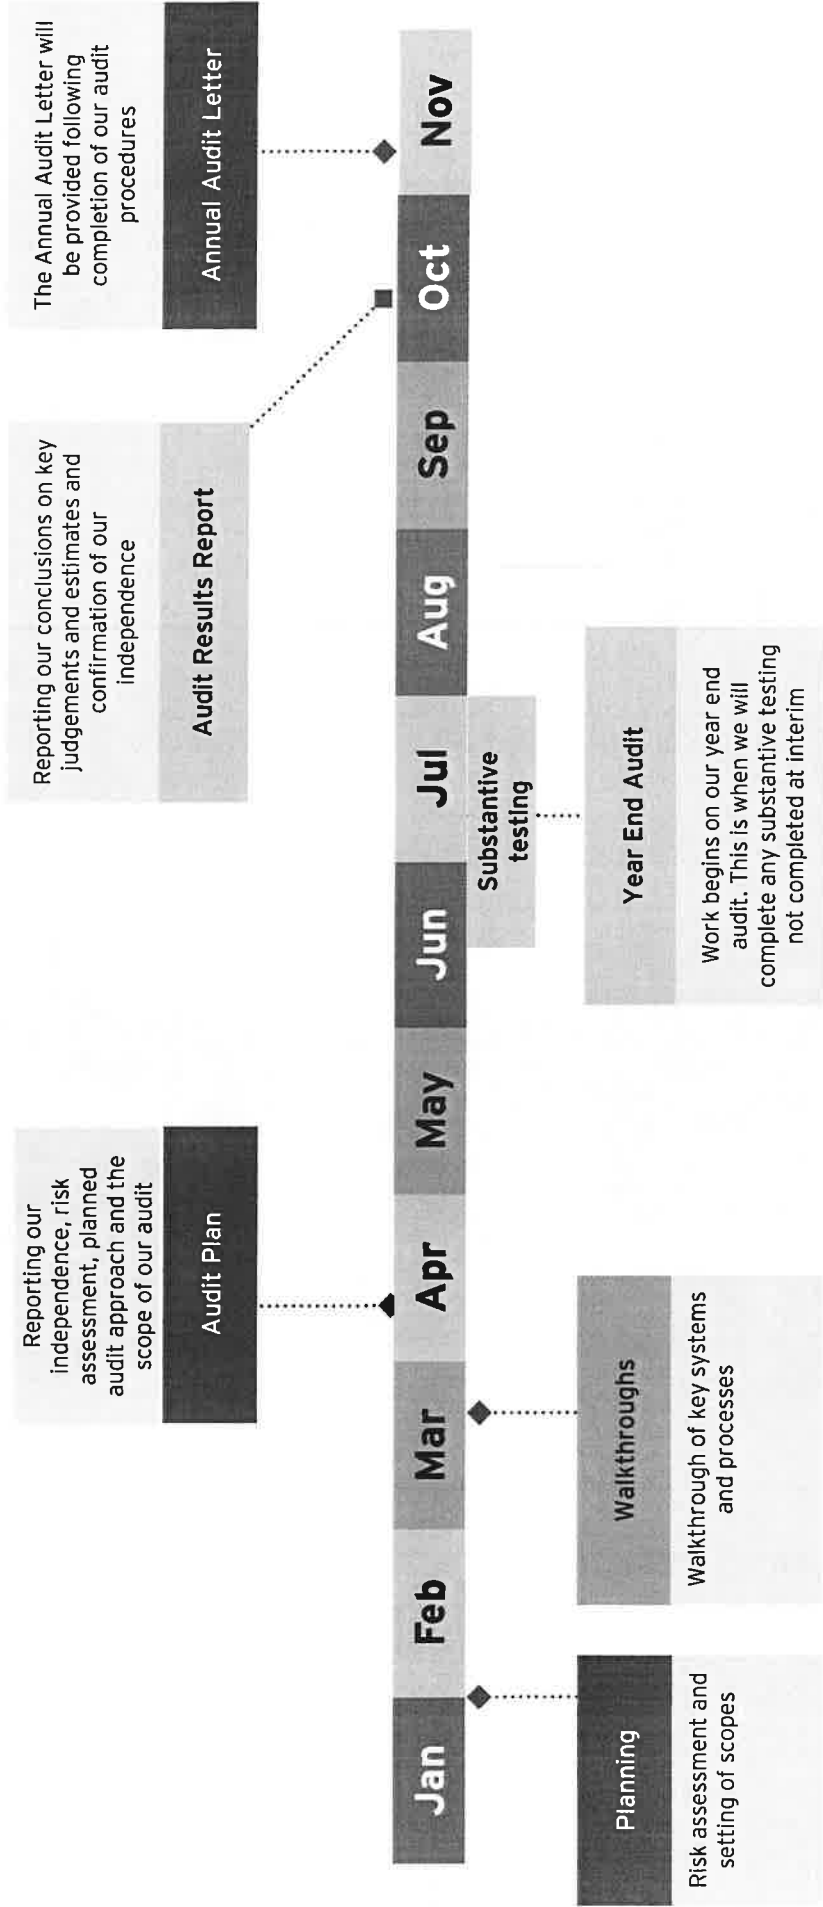 Reporting our
independence, risk
assessment, planned
audit approach and the
scope of our audit
Audit Plan
Reporting our conclusions on key
judgements and estimates and
confirmation of our
independence
Audit Results Report
The Annual Audit Letter will
be provided following
completion of our audit
procedures
Annual Audit Letter
Jan
Feb
Mar
Apr
May
Jun
Jul
Aug
Sep
Oct
Nov
Substantive
testing
Planning
Risk assessment and
setting of scopes
Walkthroughs
Walkthrough of key systems
and processes
Year End Audit
Work begins on our year end
audit. This is when we will
complete any substantive testing
not completed at interim